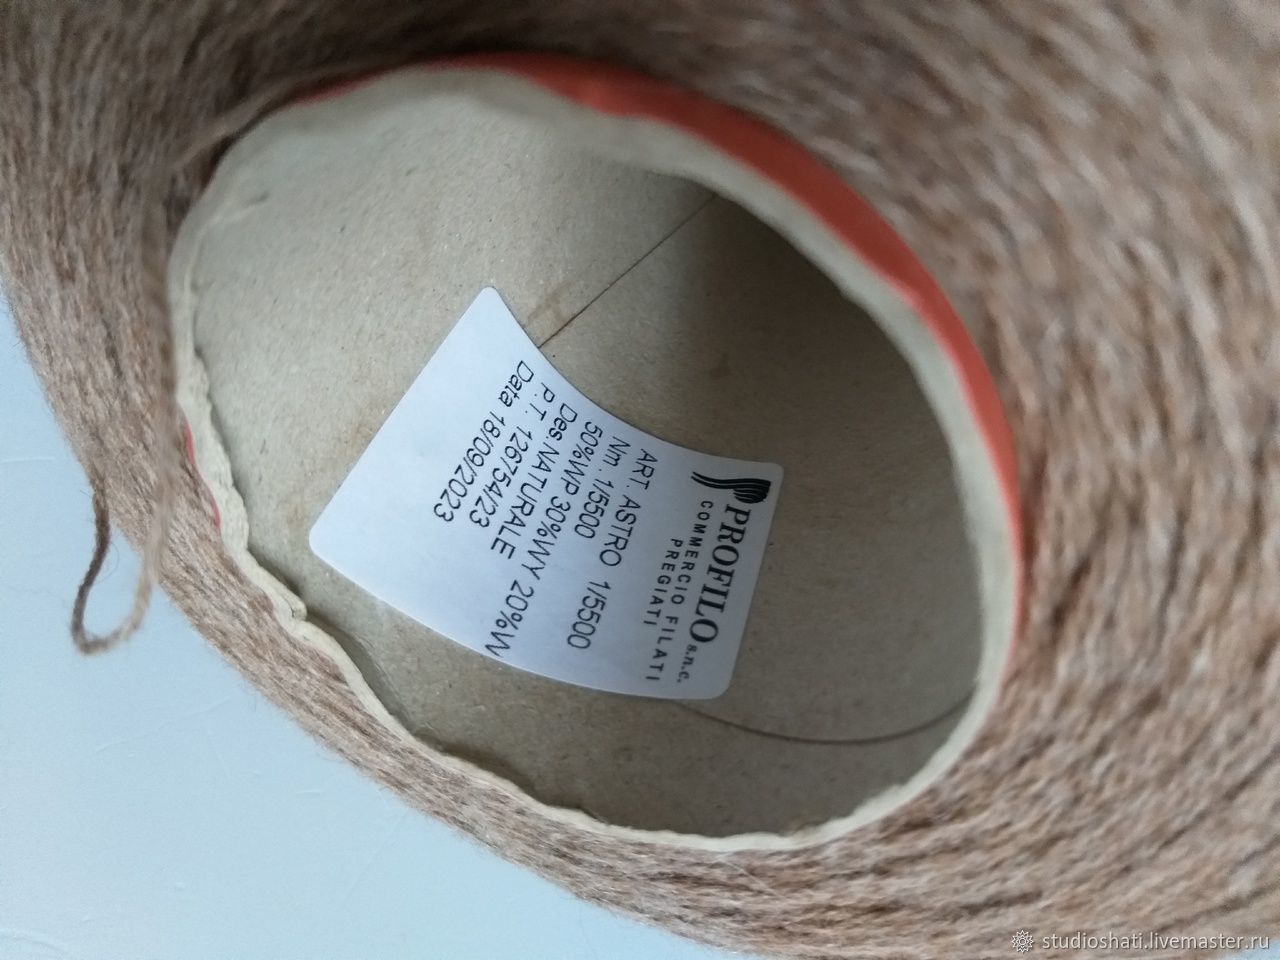 PROFILO s.n.c.
COMMERCIO FILATI
PREGIATI
ART. ASTRO 1/5500
Nm. 1/5500
50%WP 30%WY 20%W
Des.NATURALE
P.T. 126754/23
Data 18/09/2023
studioshati.livemaster.ru